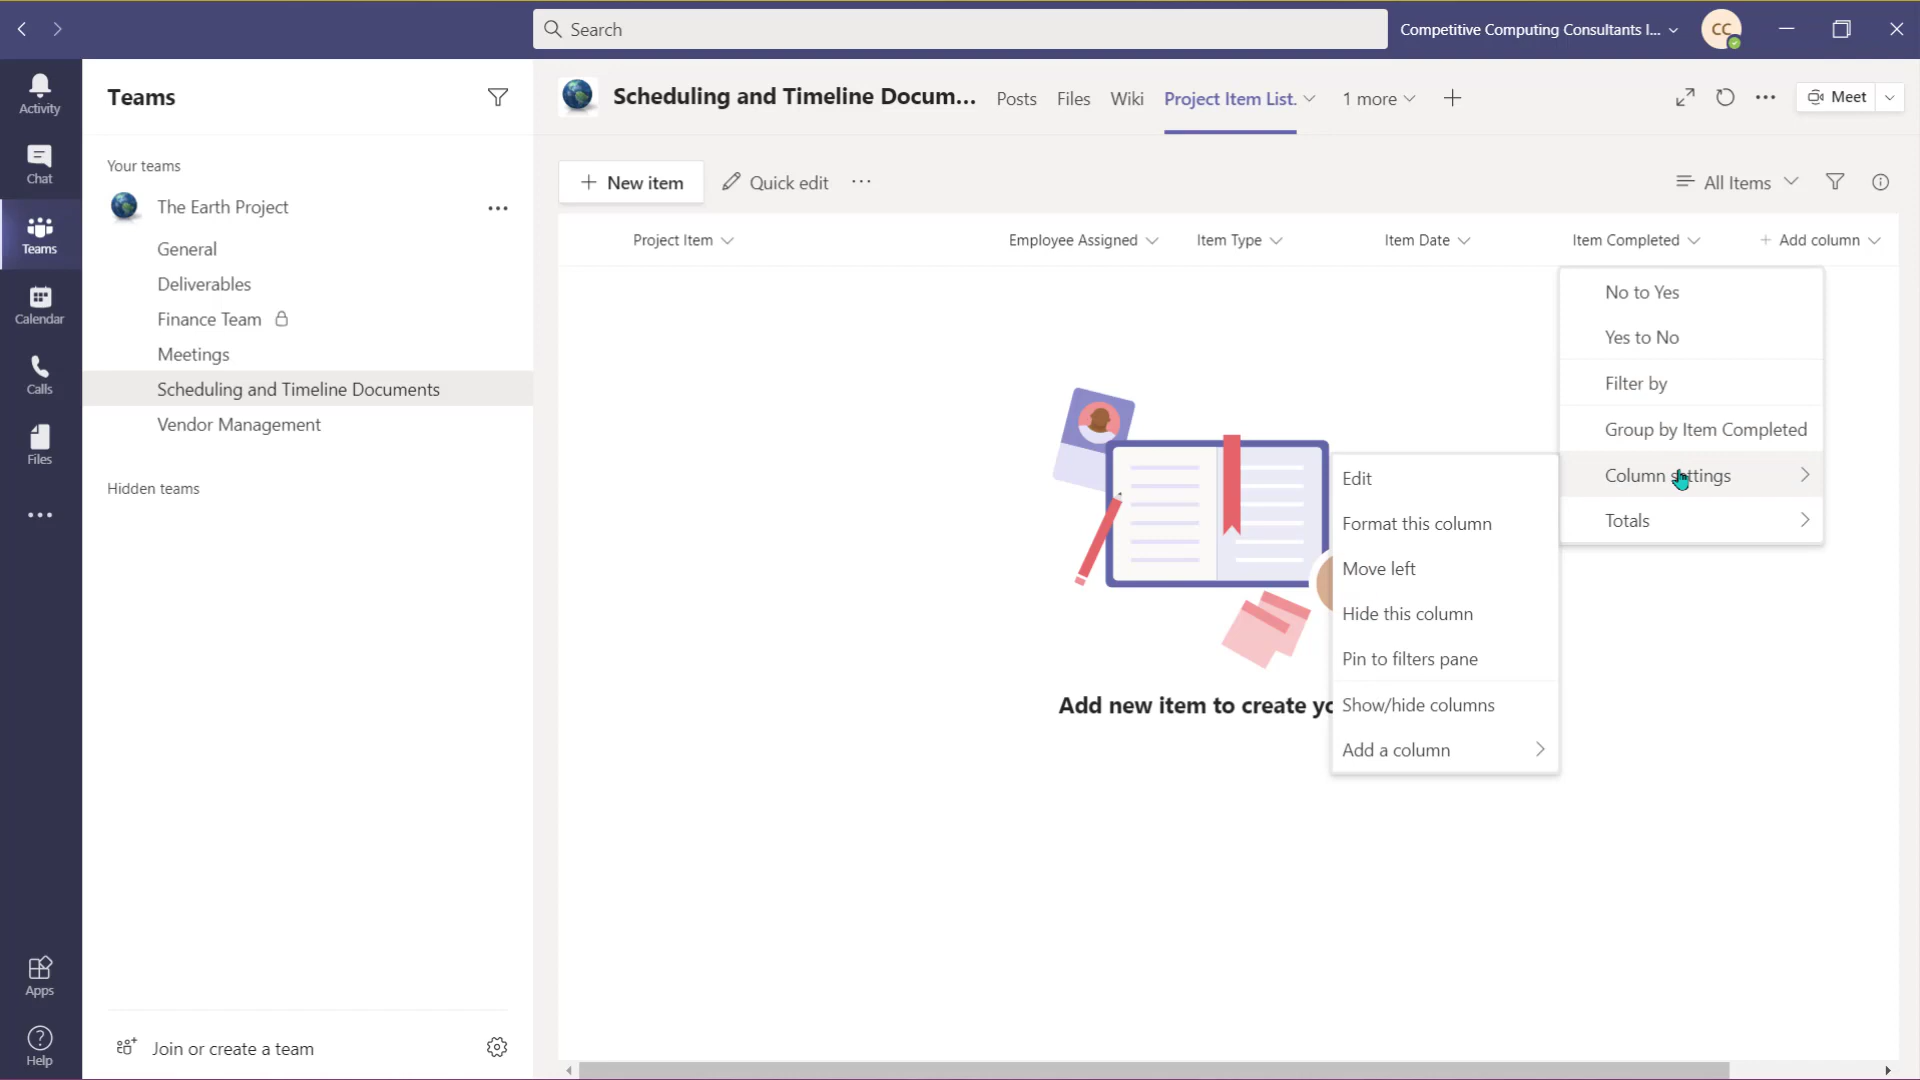 Search
Competitive Computing Consultants I...
CC
Activity
Chat
Teams
Calendar
Calls
Files
Apps
Help
Teams
Your teams
The Earth Project
General
Deliverables
Finance Team
Meetings
Scheduling and Timeline Documents
Vendor Management
Hidden teams
Join or create a team
Scheduling and Timeline Docum...
Posts
Files
Wiki
Project Item List.
1 more
Meet
New item
Quick edit
All Items
Project Item
Employee Assigned
Item Type
Item Date
Item Completed
Add column
No to Yes
Yes to No
Filter by
Group by Item Completed
Column settings
Totals
Edit
Format this column
Move left
Hide this column
Pin to filters pane
Show/hide columns
Add a column
Add new item to create